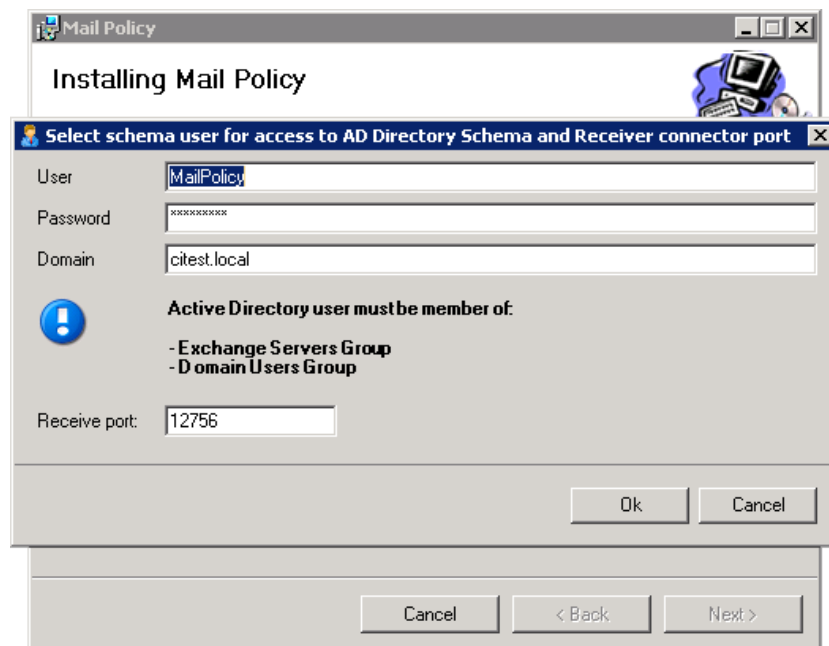 Mail Policy
Installing Mail Policy
Select schema user for access to AD Directory Schema and Receiver connector port
User MailPolicy
Password *********
Domain citest.local
Active Directory user must be member of:
- Exchange Servers Group
- Domain Users Group
Receive port: 12756
Ok Cancel
Cancel < Back Next >